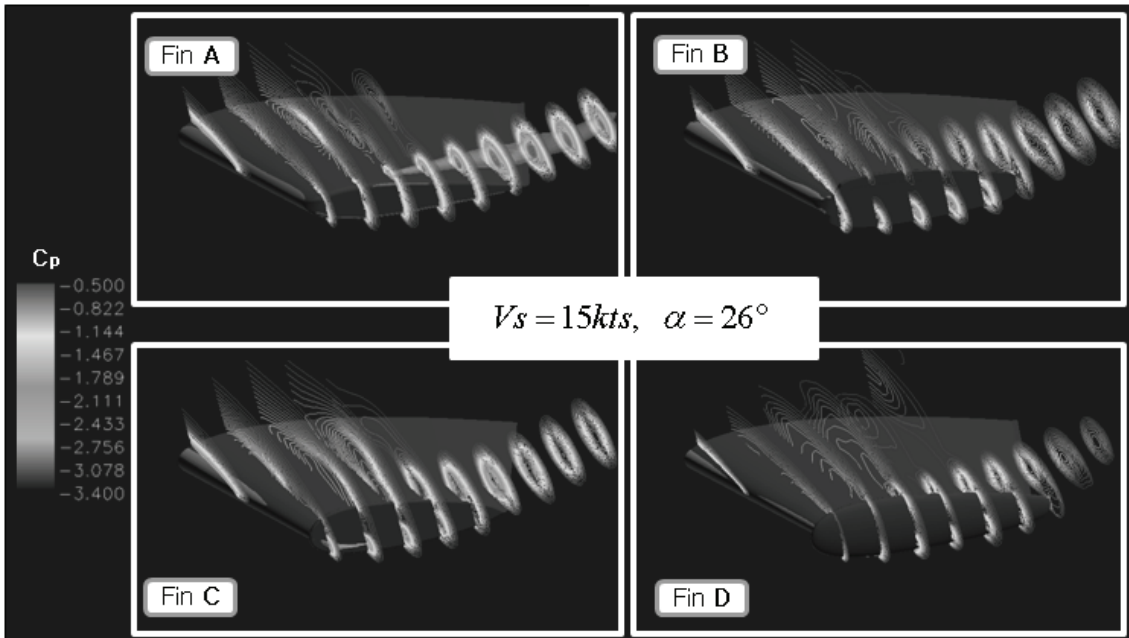 Fin A
Fin B
Cp
-0.500
-0.822
-1.144
-1.467
-1.789
-2.111
-2.433
-2.756
-3.078
-3.400
Vs = 15kts, α = 26°
Fin C
Fin D